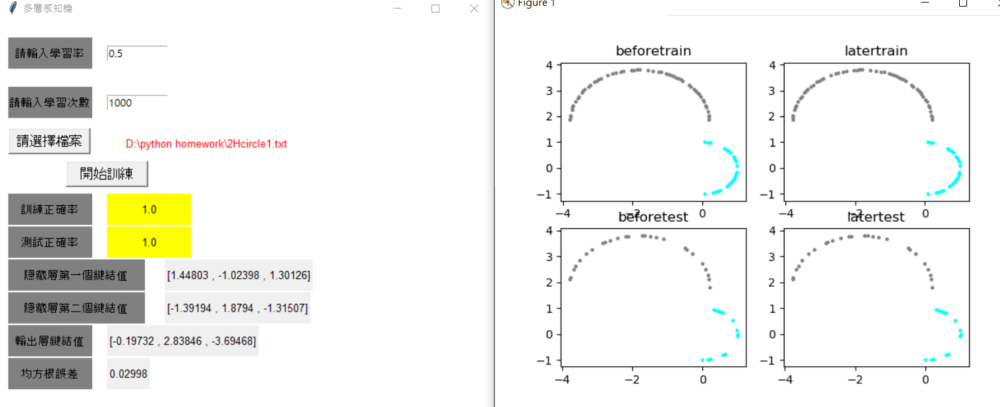 多層感知機
請輸入學習率 0.5
請輸入學習次數 1000
請選擇檔案 D:\python homework\2Hcircle1.txt
開始訓練
訓練正確率 1.0
測試正確率 1.0
隱藏層第一個鍵結值 [1.44803 , -1.02398 , 1.30126]
隱藏層第二個鍵結值 [-1.39194 , 1.8794 , -1.31507]
輸出層鍵結值 [-0.19732 , 2.83846 , -3.69468]
均方根誤差 0.02998
Figure 1
beforetrain
4
3
2
1
0
−1
−4 −2 0
latertrain
4
3
2
1
0
−1
−4 −2 0
beforetest
4
3
2
1
0
−1
−4 −2 0
latertest
4
3
2
1
0
−1
−4 −2 0